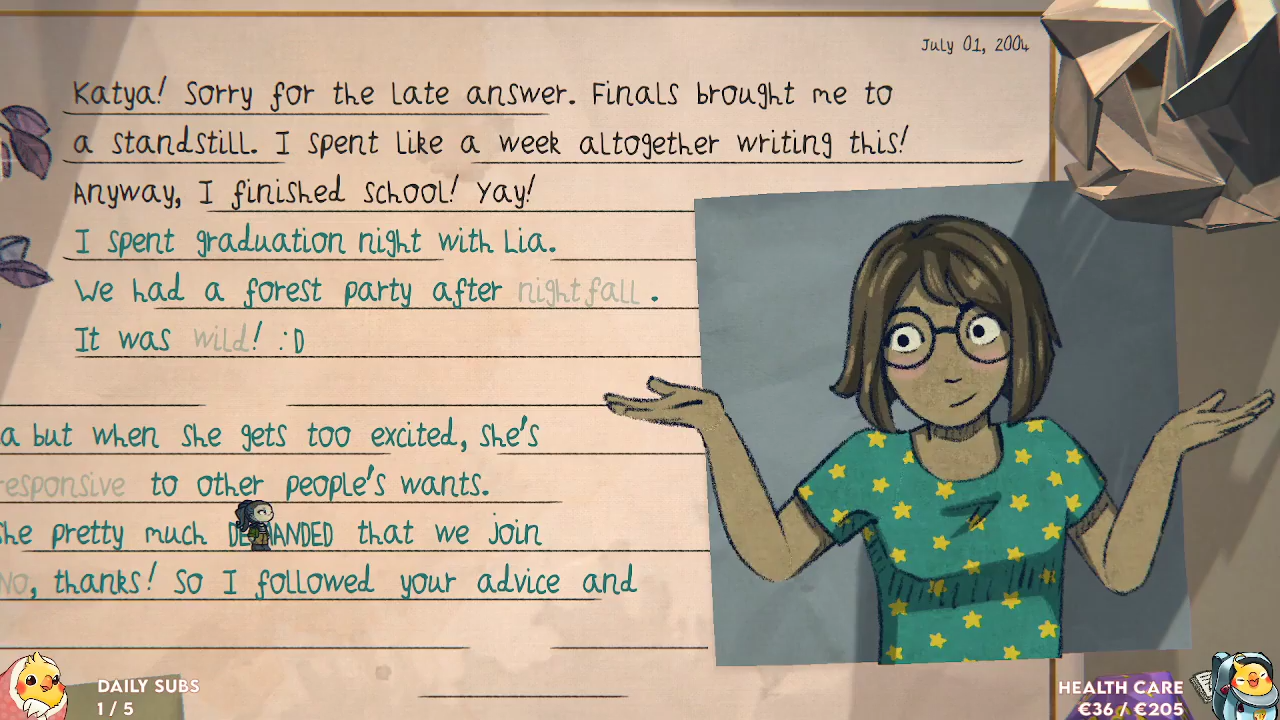 July 01, 2004
Katya! Sorry for the late answer. Finals brought me to
a standstill. I spent like a week altogether writing this!
Anyway, I finished school! Yay!
I spent graduation night with Lia.
We had a forest party after nightfall.
It was wild! :D
a but when she gets too excited, she's
responsive to other people's wants.
she pretty much DEMANDED that we join
No, thanks! So I followed your advice and
DAILY SUBS
1 / 5
HEALTH CARE
€36 / €205